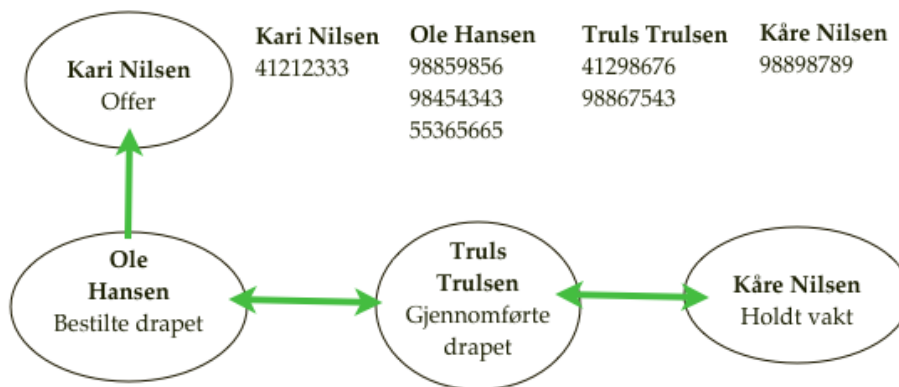 Kari Nilsen
Offer
Kari Nilsen
41212333
Ole Hansen
98859856
98454343
55365665
Truls Trulsen
41298676
98867543
Kåre Nilsen
98898789
Ole
Hansen
Bestilte drapet
Truls
Trulsen
Gjennomførte
drapet
Kåre Nilsen
Holdt vakt